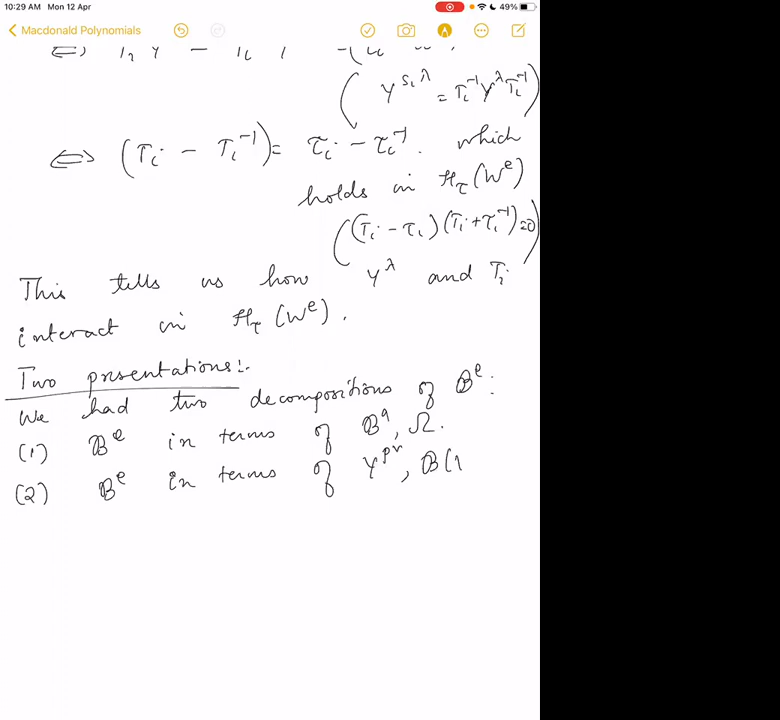 10:29 AM Mon 12 Apr
49%
Macdonald Polynomials
(Y^{s_i λ} = T_i^{-1} Y^λ T_i^{-1})
⇔ (T_i − T_i^{-1}) = τ_i − τ_i^{-1}. which
holds in ℋ_τ(W^e)
((T_i − τ_i)(T_i + τ_i^{-1}) = 0)
This tells us how Y^λ and T_i
interact in ℋ_τ(W^e).
Two prsentations:.
We had two decompositions of 𝔹^e:
(1) 𝔹^e in terms of 𝔹^a, Ω.
(2) 𝔹^e in terms of Y^{pr}, 𝔹(